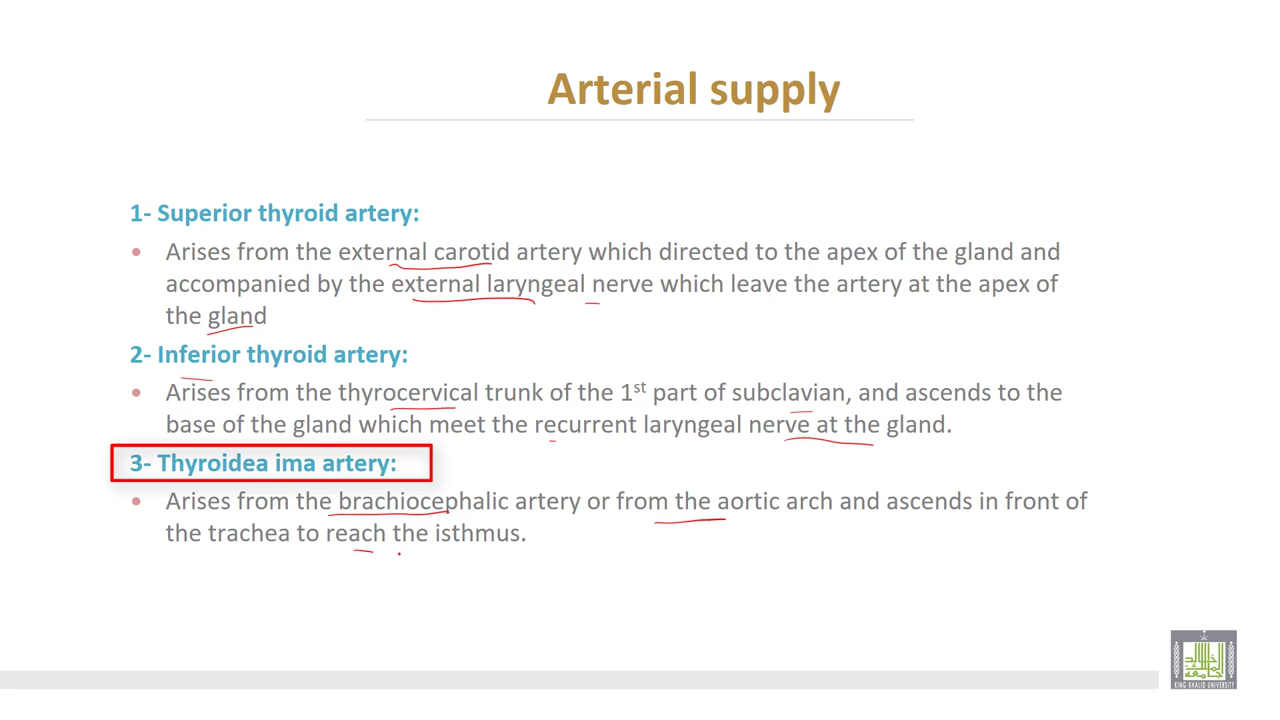 Arterial supply
1- Superior thyroid artery:
• Arises from the external carotid artery which directed to the apex of the gland and
accompanied by the external laryngeal nerve which leave the artery at the apex of
the gland
2- Inferior thyroid artery:
• Arises from the thyrocervical trunk of the 1st part of subclavian, and ascends to the
base of the gland which meet the recurrent laryngeal nerve at the gland.
3- Thyroidea ima artery:
• Arises from the brachiocephalic artery or from the aortic arch and ascends in front of
the trachea to reach the isthmus.
KING KHALID UNIVERSITY